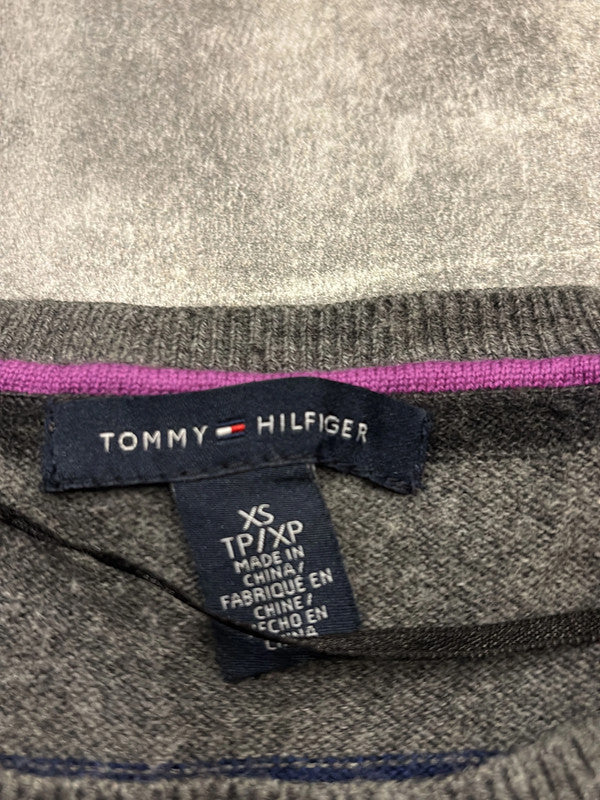 TOMMY HILFIGER
XS
TP/XP
MADE IN
CHINA/
FABRIQUÉ EN
CHINE/
HECHO EN
CHINA